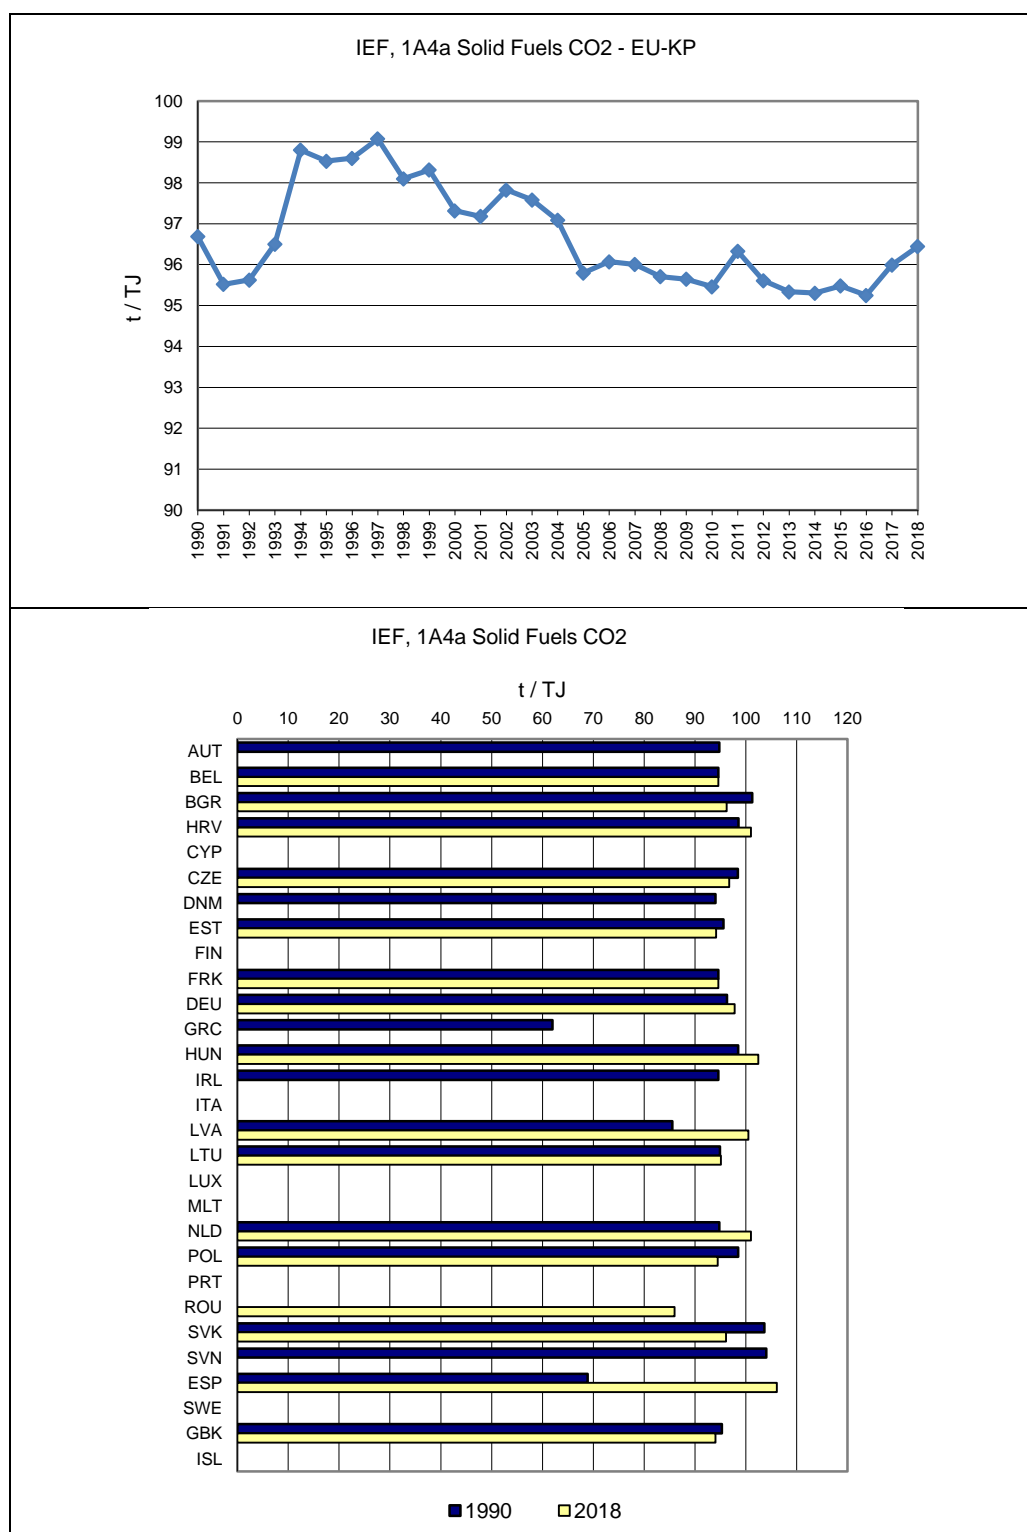 IEF, 1A4a Solid Fuels CO2 - EU-KP
100
99
98
97
96
95
94
93
92
91
90
t / TJ
1990 1991 1992 1993 1994 1995 1996 1997 1998 1999 2000 2001 2002 2003 2004 2005 2006 2007 2008 2009 2010 2011 2012 2013 2014 2015 2016 2017 2018
IEF, 1A4a Solid Fuels CO2
t / TJ
0 10 20 30 40 50 60 70 80 90 100 110 120
AUT
BEL
BGR
HRV
CYP
CZE
DNM
EST
FIN
FRK
DEU
GRC
HUN
IRL
ITA
LVA
LTU
LUX
MLT
NLD
POL
PRT
ROU
SVK
SVN
ESP
SWE
GBK
ISL
1990 2018